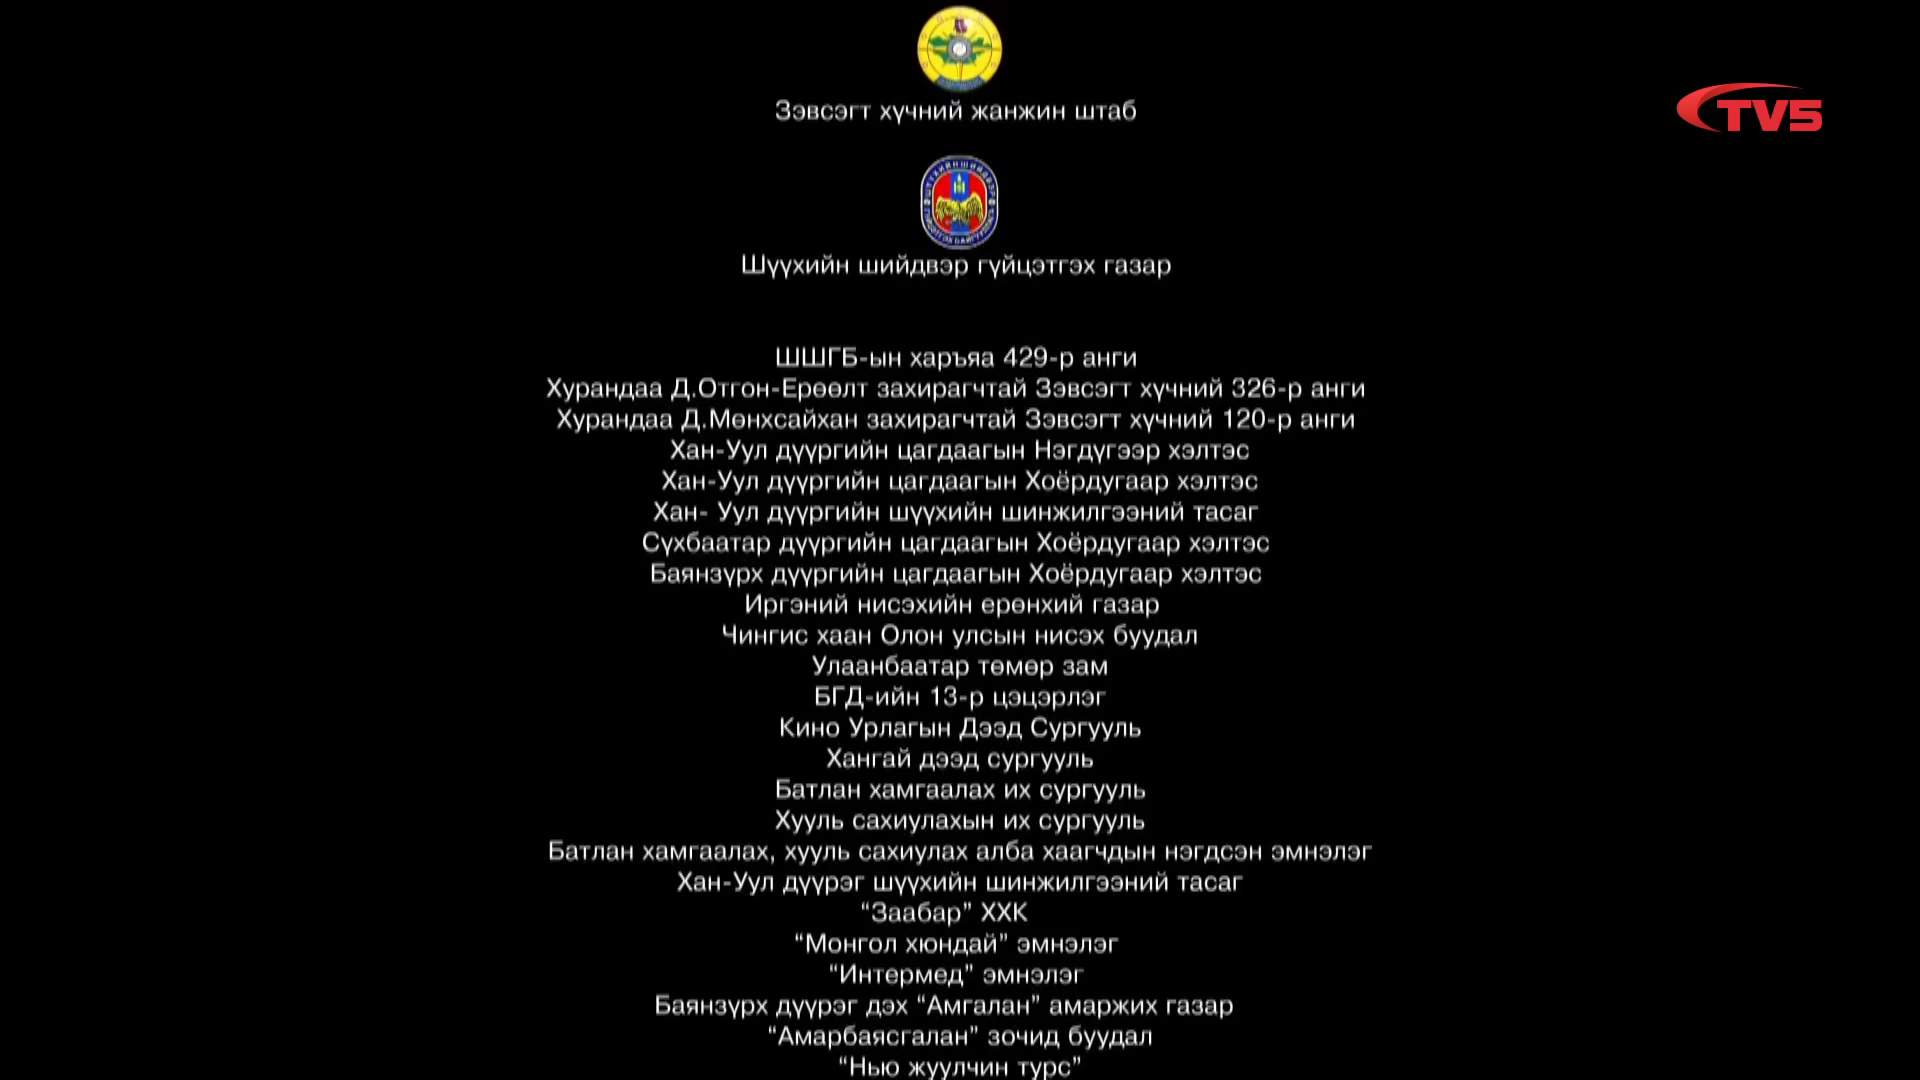 Зэвсэгт хүчний жанжин штаб
TV5
Шүүхийн шийдвэр гүйцэтгэх газар
ШШГБ-ын харъяа 429-р анги
Хурандаа Д.Отгон-Ерөөлт захирагчтай Зэвсэгт хүчний 326-р анги
Хурандаа Д.Мөнхсайхан захирагчтай Зэвсэгт хүчний 120-р анги
Хан-Уул дүүргийн цагдаагын Нэгдүгээр хэлтэс
Хан-Уул дүүргийн цагдаагын Хоёрдугаар хэлтэс
Хан- Уул дүүргийн шүүхийн шинжилгээний тасаг
Сүхбаатар дүүргийн цагдаагын Хоёрдугаар хэлтэс
Баянзүрх дүүргийн цагдаагын Хоёрдугаар хэлтэс
Иргэний нисэхийн ерөнхий газар
Чингис хаан Олон улсын нисэх буудал
Улаанбаатар төмөр зам
БГД-ийн 13-р цэцэрлэг
Кино Урлагын Дээд Сургууль
Хангай дээд сургууль
Батлан хамгаалах их сургууль
Хууль сахиулахын их сургууль
Батлан хамгаалах, хууль сахиулах алба хаагчдын нэгдсэн эмнэлэг
Хан-Уул дүүрэг шүүхийн шинжилгээний тасаг
“Заабар” ХХК
“Монгол хюндай” эмнэлэг
“Интермед” эмнэлэг
Баянзүрх дүүрэг дэх “Амгалан” амаржих газар
“Амарбаясгалан” зочид буудал
“Нью жуулчин турс”